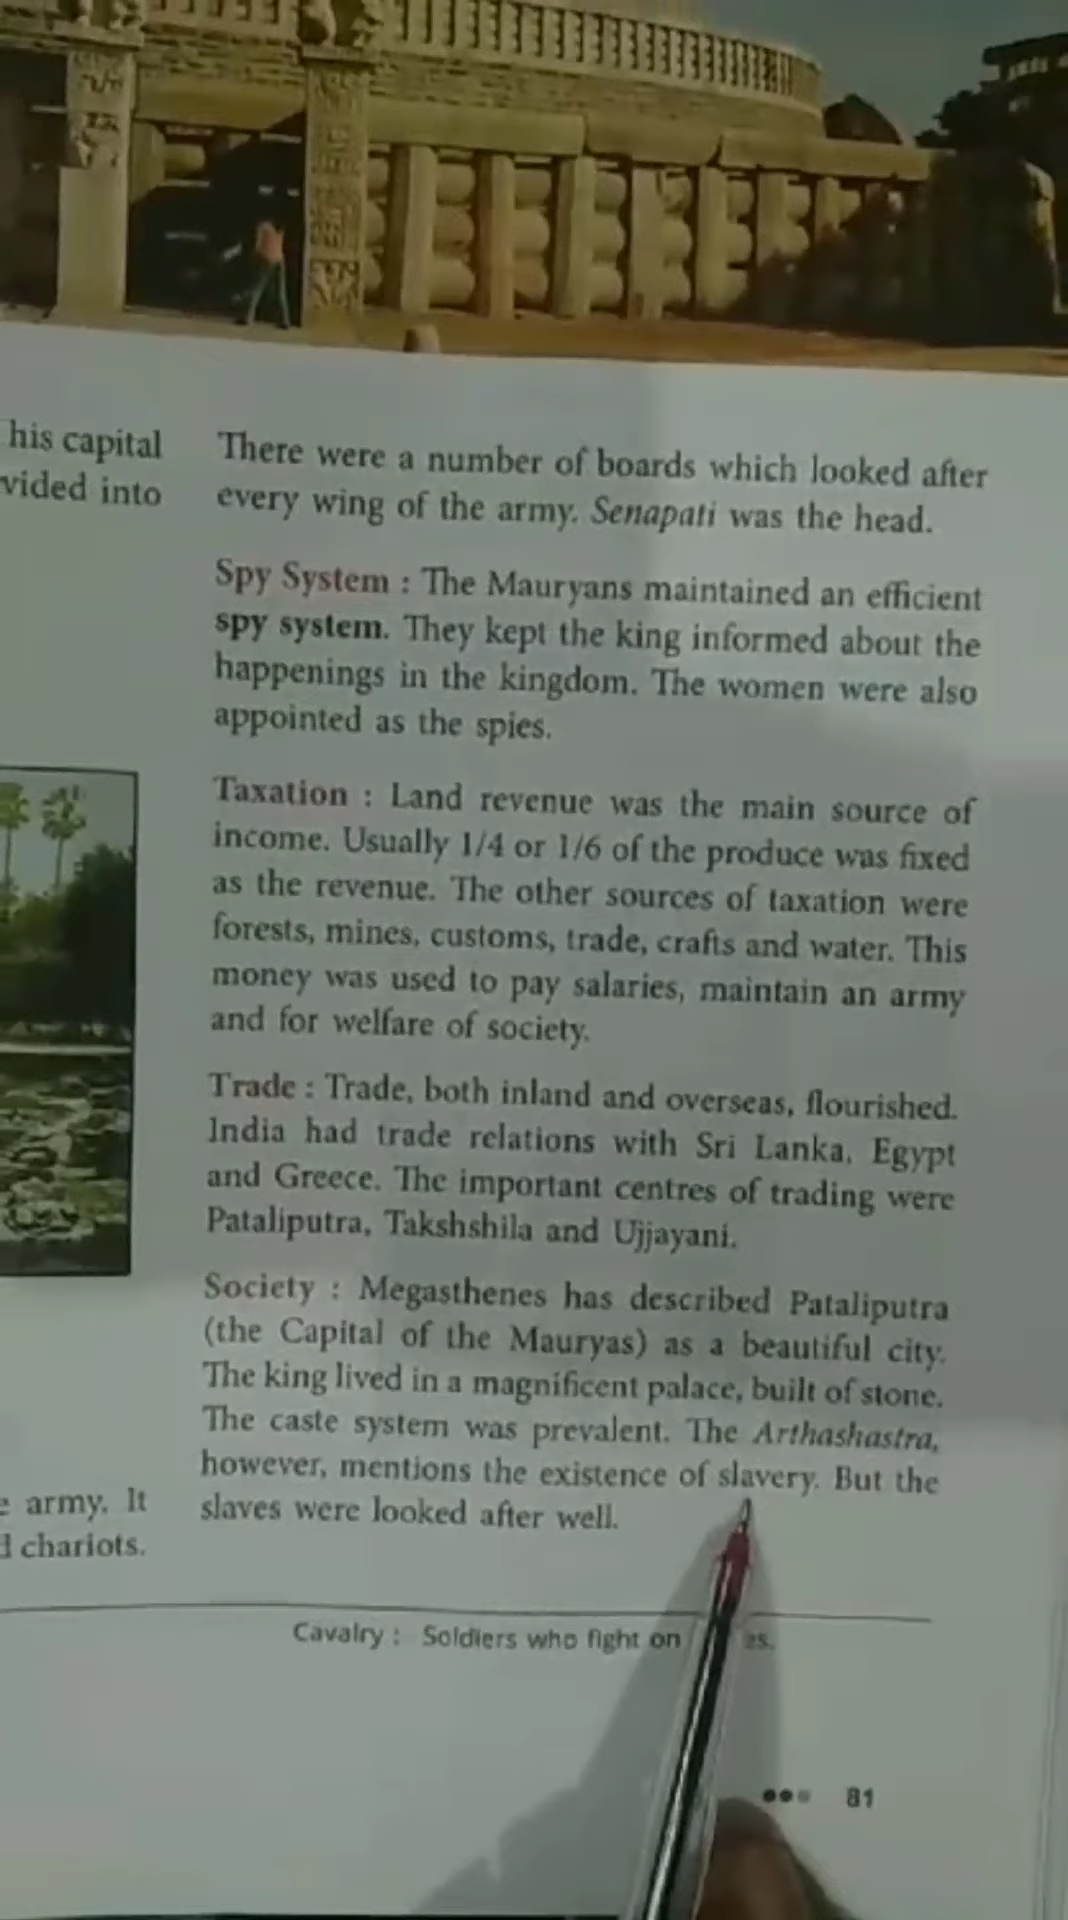 his capital
vided into
army. It
chariots.
There were a number of boards which looked after
every wing of the army. Senapati was the head.
Spy System : The Mauryans maintained an efficient
spy system. They kept the king informed about the
happenings in the kingdom. The women were also
appointed as the spies.
Taxation : Land revenue was the main source of
income. Usually 1/4 or 1/6 of the produce was fixed
as the revenue. The other sources of taxation were
forests, mines, customs, trade, crafts and water. This
money was used to pay salaries, maintain an army
and for welfare of society.
Trade : Trade, both inland and overseas, flourished.
India had trade relations with Sri Lanka, Egypt
and Greece. The important centres of trading were
Pataliputra, Takshshila and Ujjayani.
Society : Megasthenes has described Pataliputra
(the Capital of the Mauryas) as a beautiful city.
The king lived in a magnificent palace, built of stone.
The caste system was prevalent. The Arthashastra,
however, mentions the existence of slavery. But the
slaves were looked after well.
Cavalry : Soldiers who fight on
81